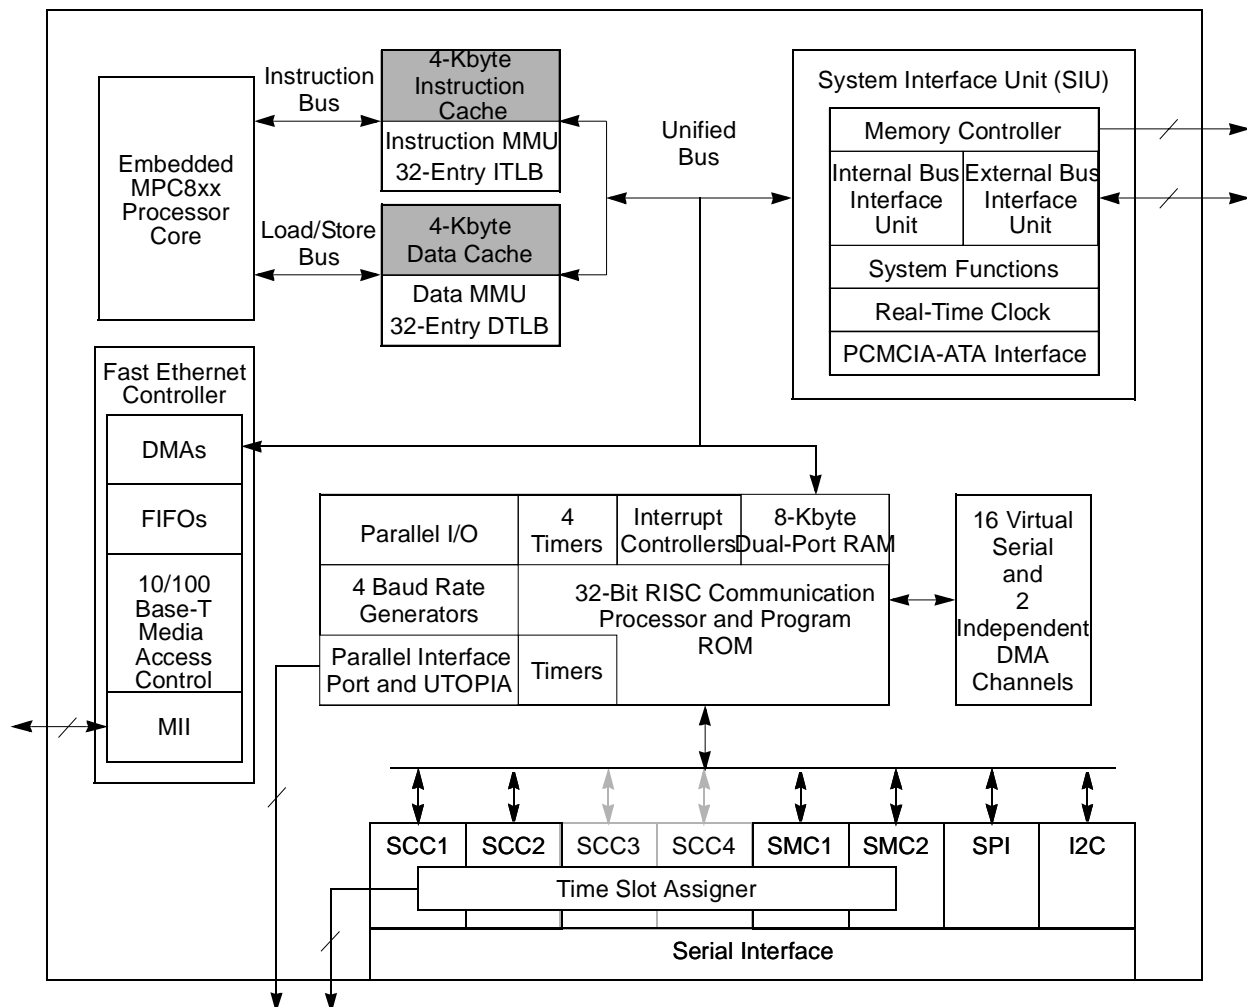 Embedded
MPC8xx
Processor
Core
Instruction
Bus
Load/Store
Bus
4-Kbyte
Instruction
Cache
Instruction MMU
32-Entry ITLB
4-Kbyte
Data Cache
Data MMU
32-Entry DTLB
Unified
Bus
System Interface Unit (SIU)
Memory Controller
Internal Bus
Interface
Unit
External Bus
Interface
Unit
System Functions
Real-Time Clock
PCMCIA-ATA Interface
Fast Ethernet
Controller
DMAs
FIFOs
10/100
Base-T
Media
Access
Control
MII
Parallel I/O
4
Timers
Interrupt
Controllers
8-Kbyte
Dual-Port RAM
4 Baud Rate
Generators
32-Bit RISC Communication
Processor and Program
ROM
Parallel Interface
Port and UTOPIA
Timers
16 Virtual
Serial
and
2
Independent
DMA
Channels
SCC1
SCC2
SCC3
SCC4
SMC1
SMC2
SPI
I2C
Time Slot Assigner
Serial Interface